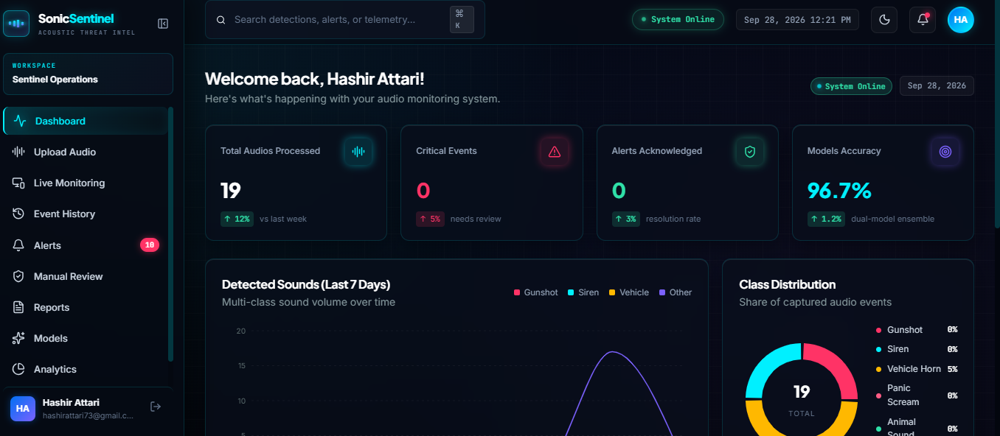 SonicSentinel
ACOUSTIC THREAT INTEL
Search detections, alerts, or telemetry...
⌘
K
System Online
Sep 28, 2026 12:21 PM
HA
WORKSPACE
Sentinel Operations
Dashboard
Upload Audio
Live Monitoring
Event History
Alerts
10
Manual Review
Reports
Models
Analytics
HA
Hashir Attari
hashirattari73@gmail.c...
Welcome back, Hashir Attari!
Here's what's happening with your audio monitoring system.
System Online
Sep 28, 2026
Total Audios Processed
19
↑ 12% vs last week
Critical Events
0
↑ 5% needs review
Alerts Acknowledged
0
↑ 3% resolution rate
Models Accuracy
96.7%
↑ 1.2% dual-model ensemble
Detected Sounds (Last 7 Days)
Multi-class sound volume over time
Gunshot Siren Vehicle Other
20
15
10
5
Class Distribution
Share of captured audio events
19
TOTAL
Gunshot 0%
Siren 0%
Vehicle Horn 5%
Panic
Scream 0%
Animal
Sound 0%